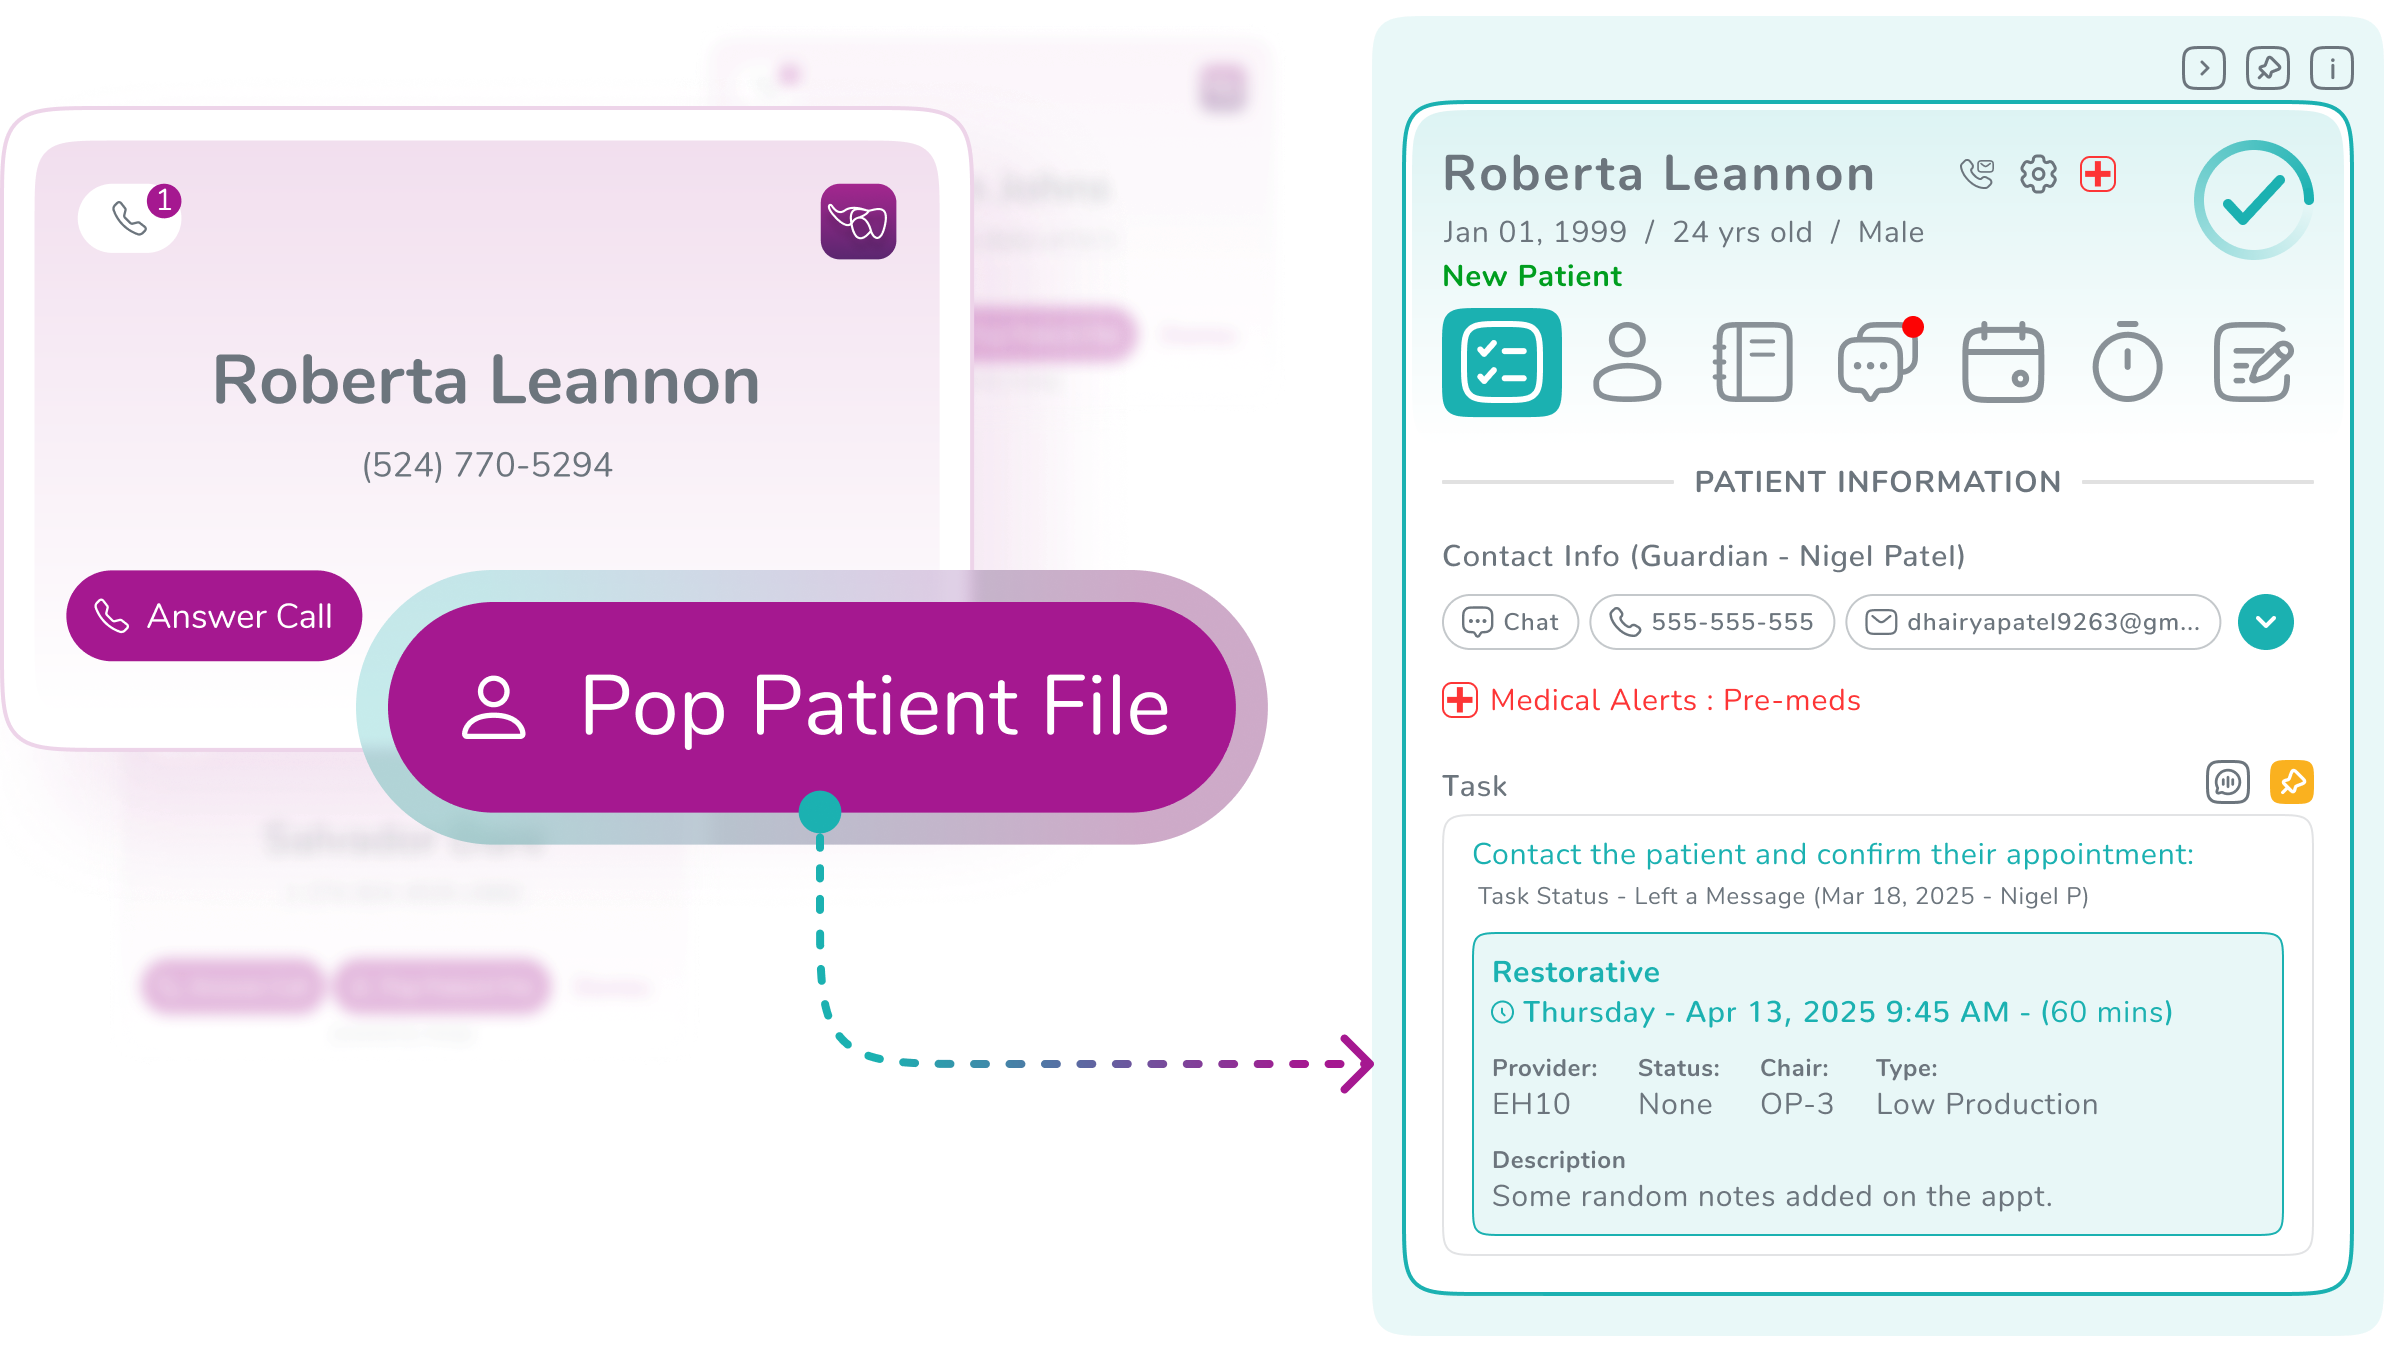 1
Roberta Leannon
(524) 770-5294
Answer Call
Pop Patient File
Roberta Leannon
Jan 01, 1999 / 24 yrs old / Male
New Patient
PATIENT INFORMATION
Contact Info (Guardian - Nigel Patel)
Chat 555-555-555 dhairyapatel9263@gm...
Medical Alerts : Pre-meds
Task
Contact the patient and confirm their appointment:
Task Status - Left a Message (Mar 18, 2025 - Nigel P)
Restorative
Thursday - Apr 13, 2025 9:45 AM - (60 mins)
Provider: Status: Chair: Type:
EH10 None OP-3 Low Production
Description
Some random notes added on the appt.